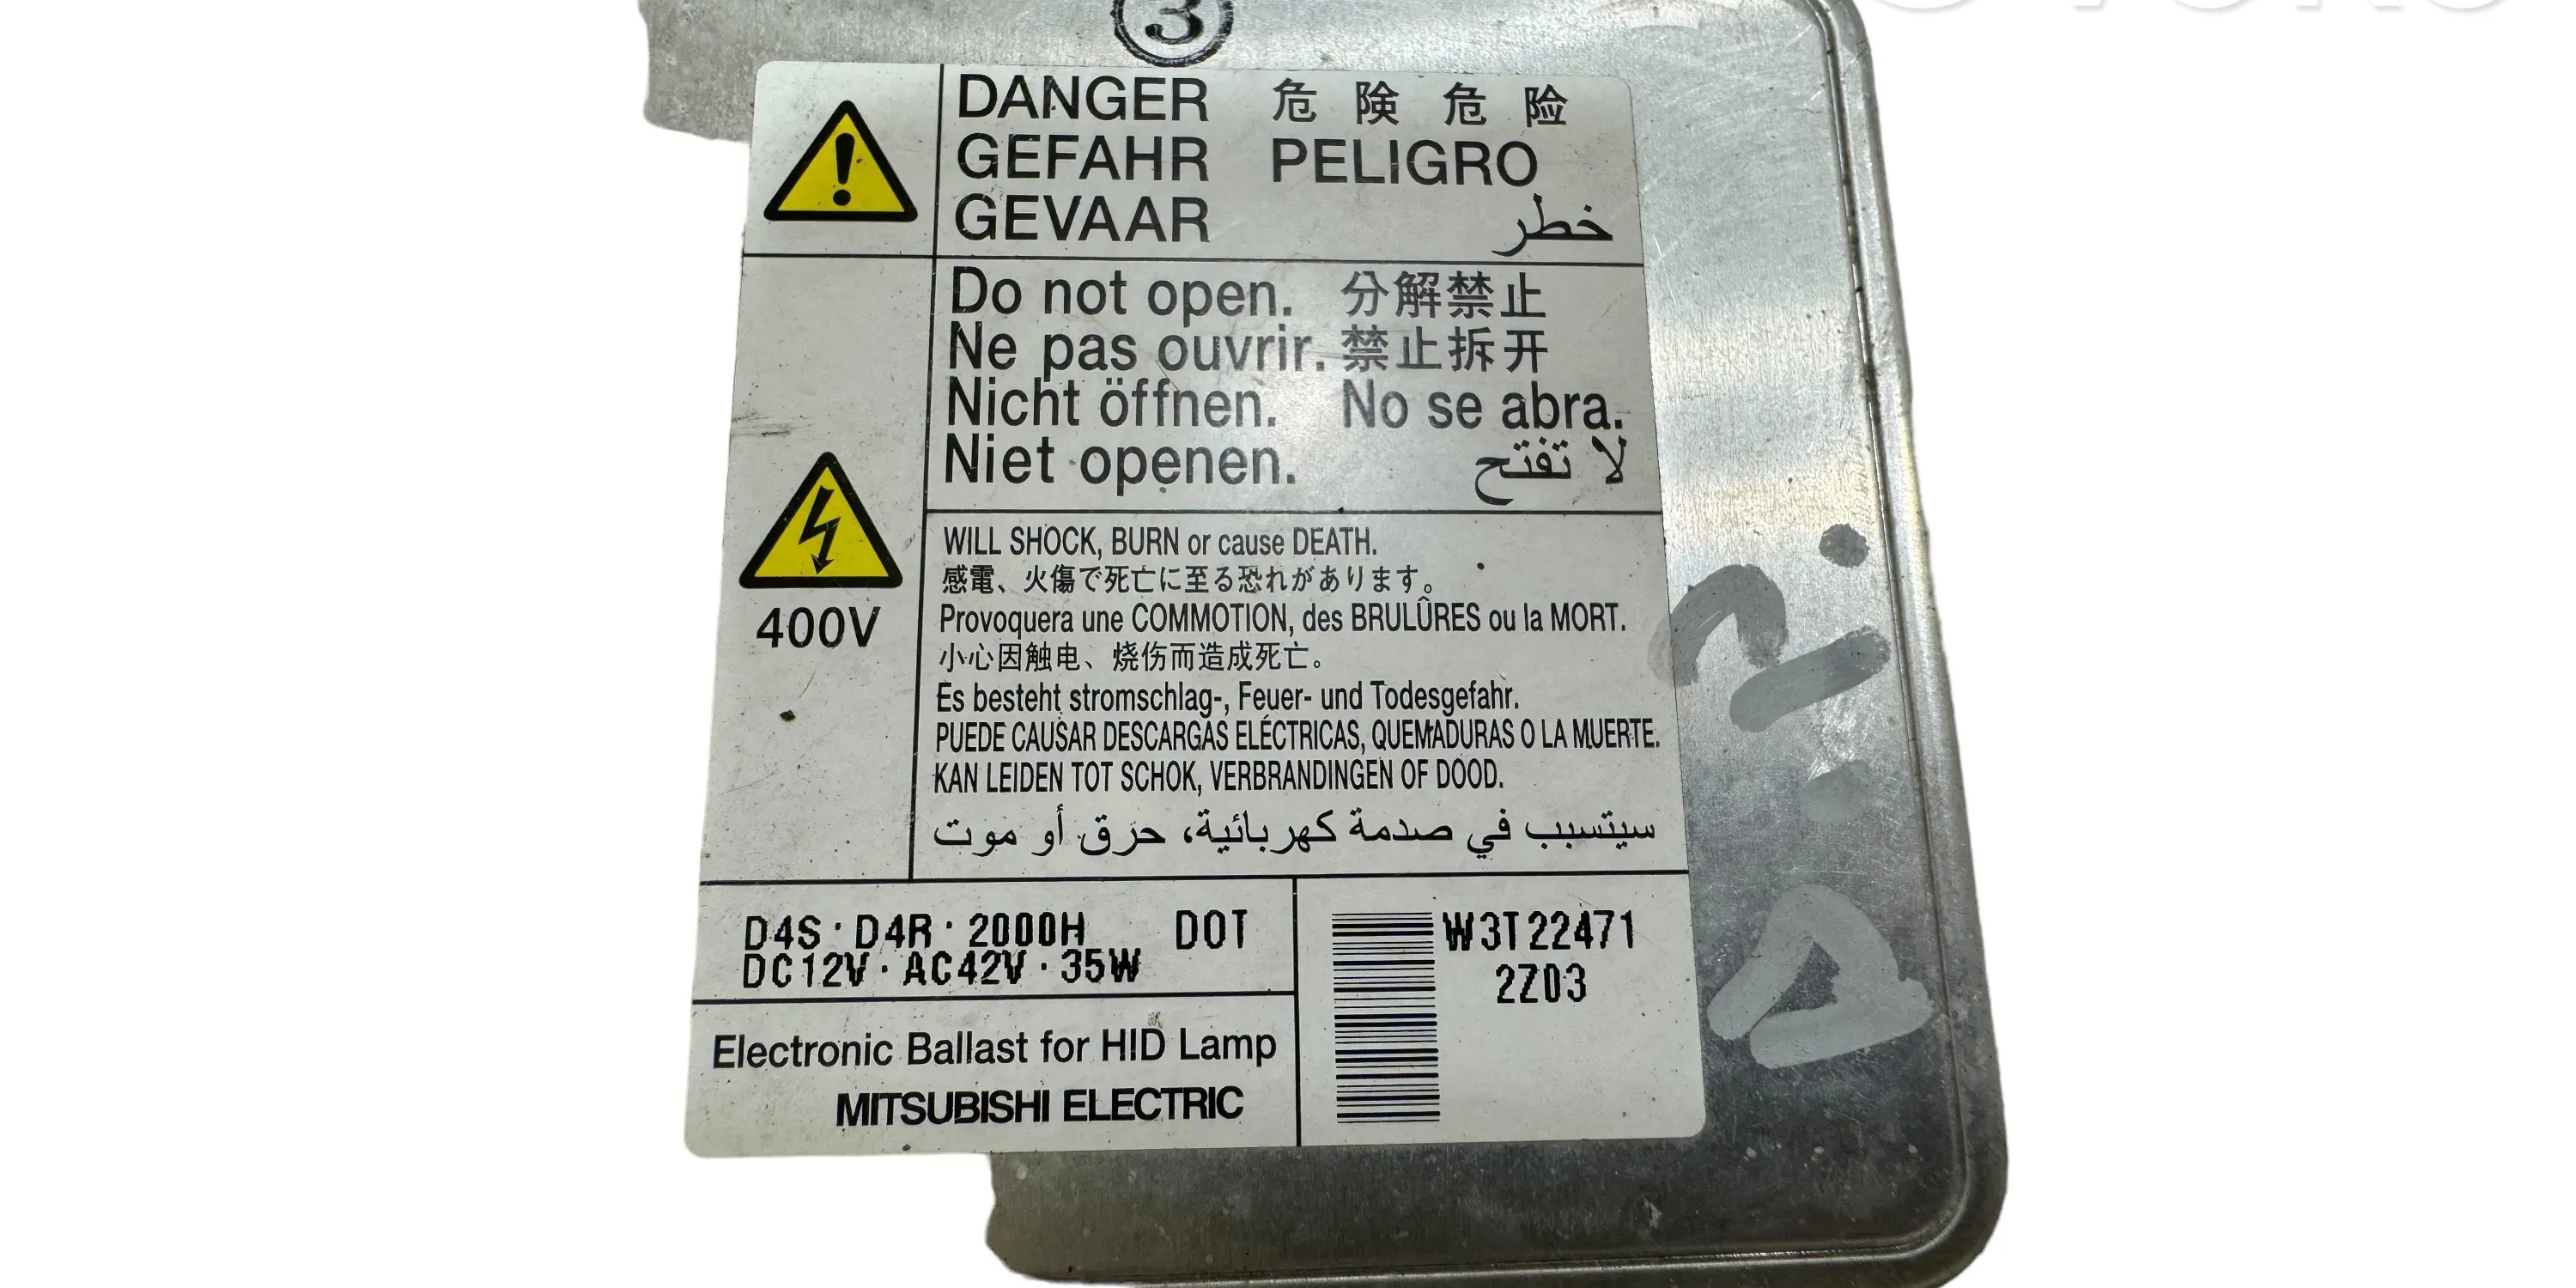 3
DANGER 危険 危险
GEFAHR PELIGRO
GEVAAR خطر
Do not open. 分解禁止
Ne pas ouvrir. 禁止拆开
Nicht öffnen. No se abra.
Niet openen. لا تفتح
WILL SHOCK, BURN or cause DEATH.
感電、火傷で死亡に至る恐れがあります。
400V
Provoquera une COMMOTION, des BRULÛRES ou la MORT.
小心因触电、烧伤而造成死亡。
Es besteht stromschlag-, Feuer- und Todesgefahr.
PUEDE CAUSAR DESCARGAS ELÉCTRICAS, QUEMADURAS O LA MUERTE.
KAN LEIDEN TOT SCHOK, VERBRANDINGEN OF DOOD.
سيتسبب في صدمة كهربائية، حرق أو موت
D4S · D4R · 2000H DOT
DC12V · AC42V · 35W
W3T22471
2Z03
Electronic Ballast for HID Lamp
MITSUBISHI ELECTRIC